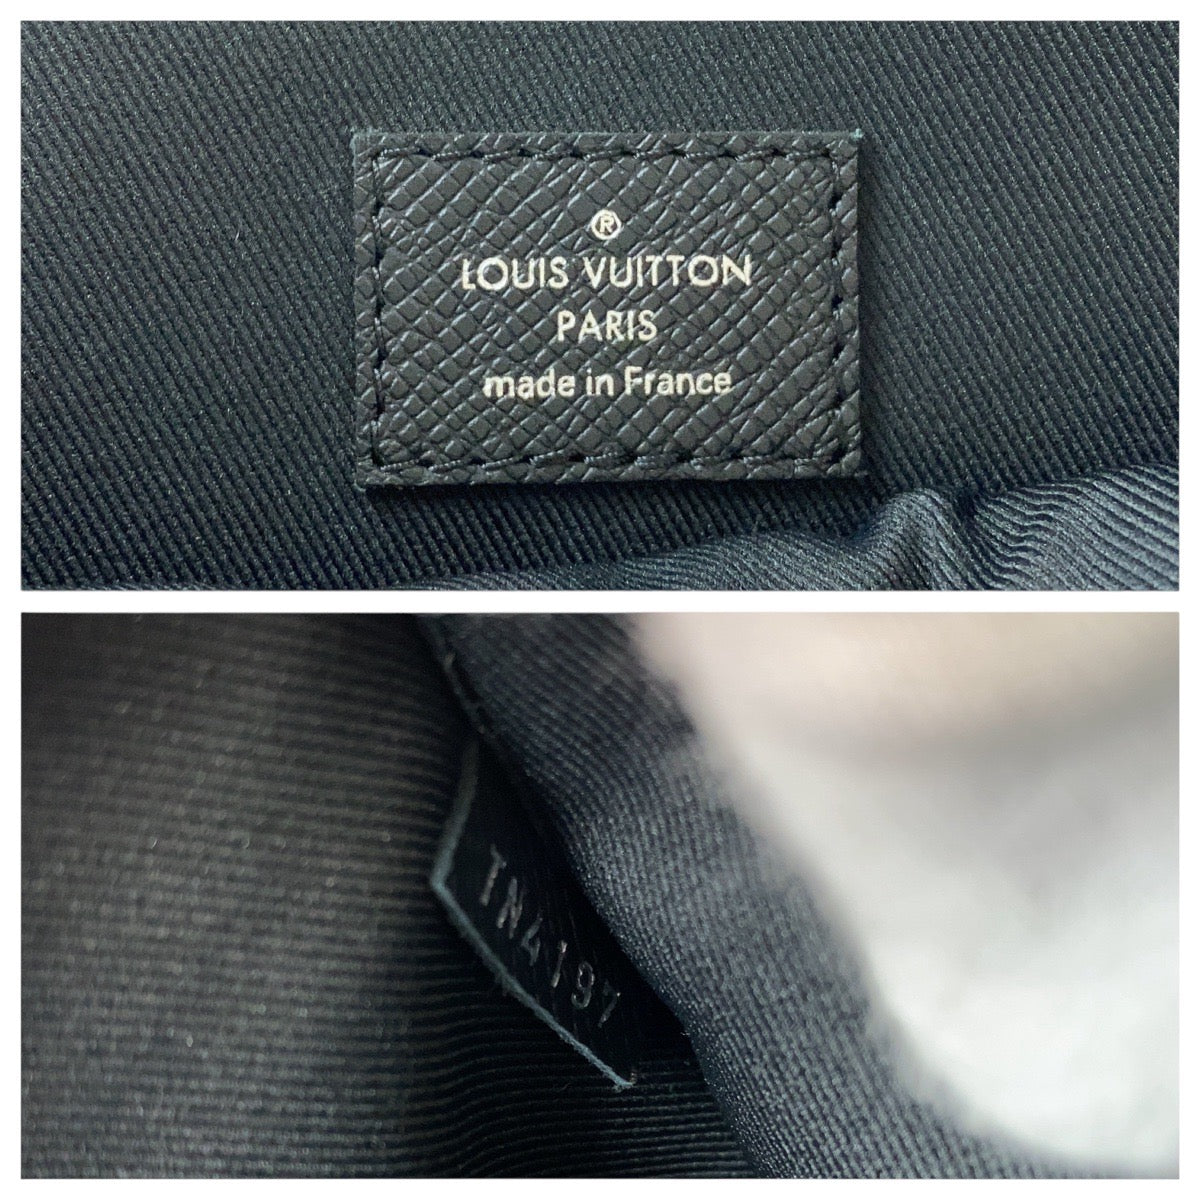 ®
LOUIS VUITTON
PARIS
made in France
TN4197